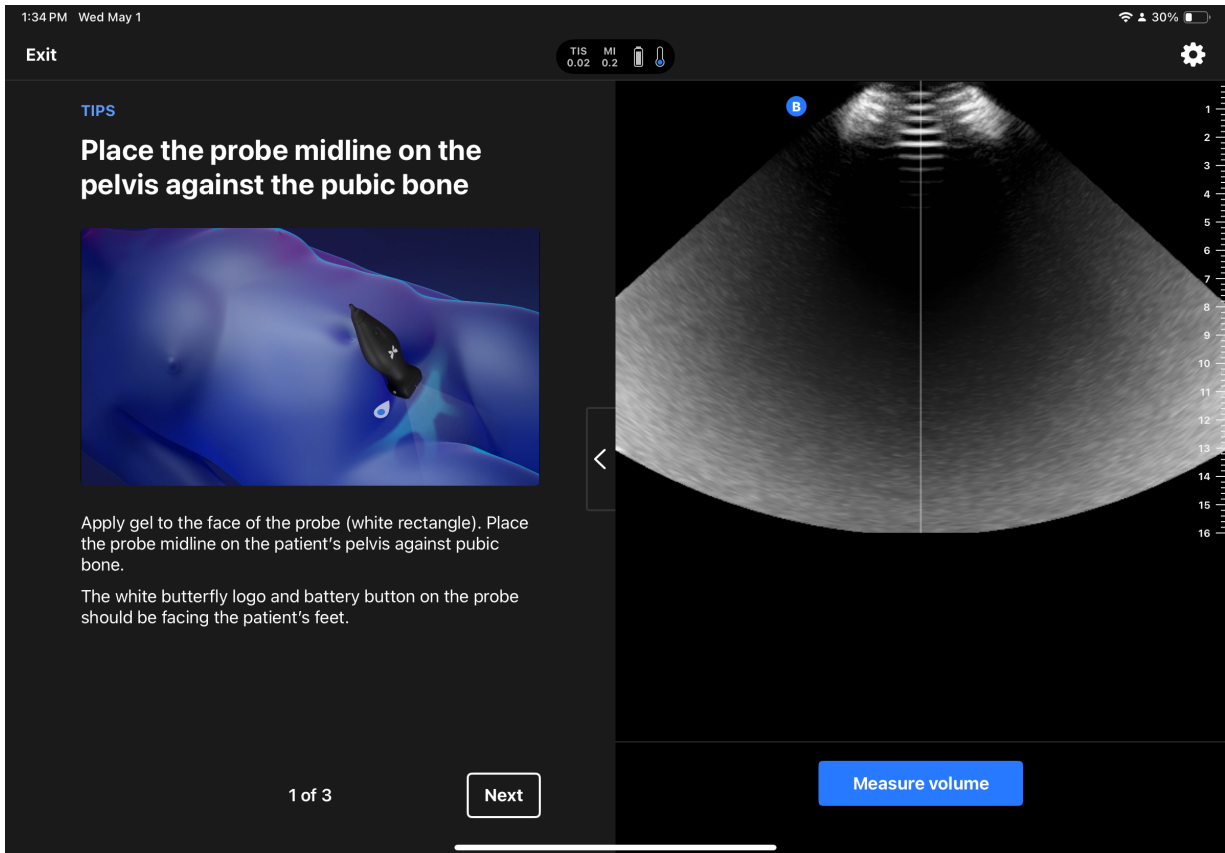 1:34 PM Wed May 1
30%
Exit
TIS MI
0.02 0.2
TIPS
Place the probe midline on the
pelvis against the pubic bone
Apply gel to the face of the probe (white rectangle). Place
the probe midline on the patient's pelvis against pubic
bone.
The white butterfly logo and battery button on the probe
should be facing the patient's feet.
1 of 3
Next
B
1
2
3
4
5
6
7
8
9
10
11
12
13
14
15
16
Measure volume